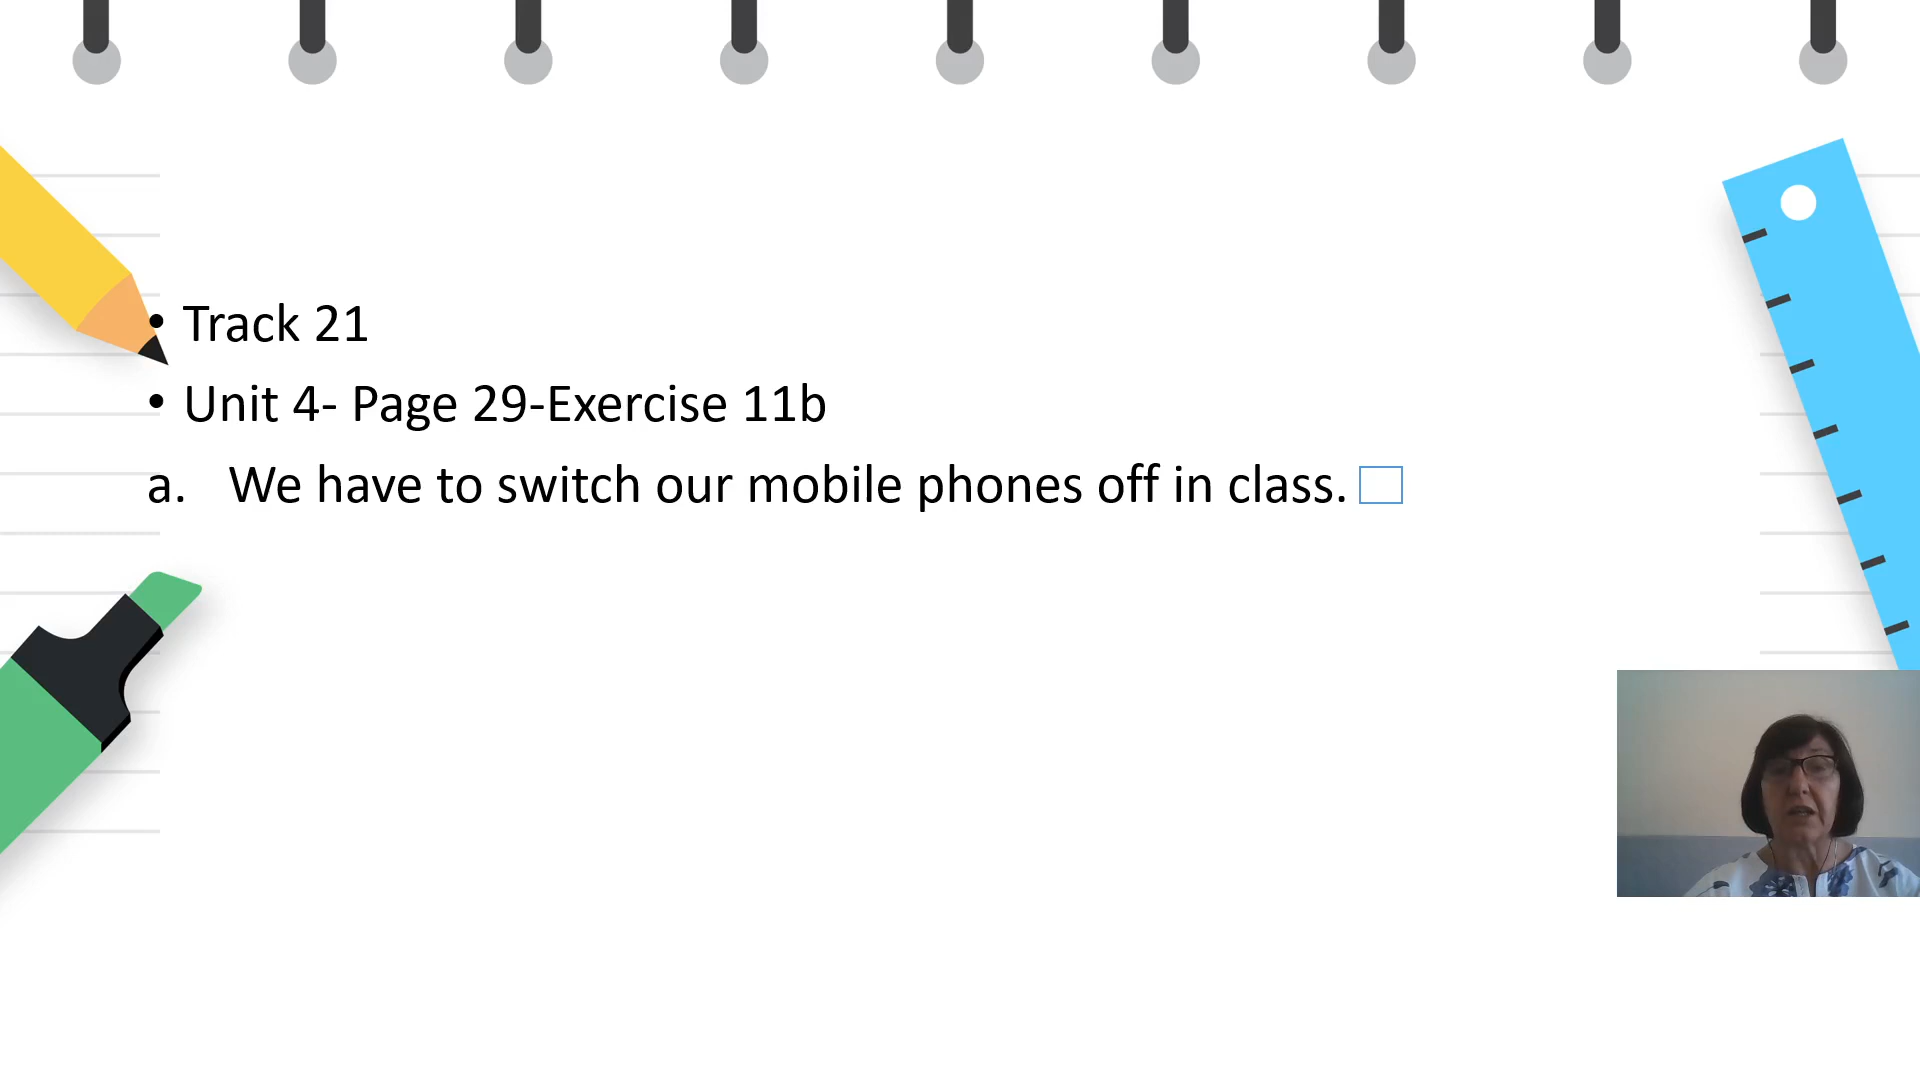 • Track 21
• Unit 4- Page 29-Exercise 11b
a. We have to switch our mobile phones off in class.